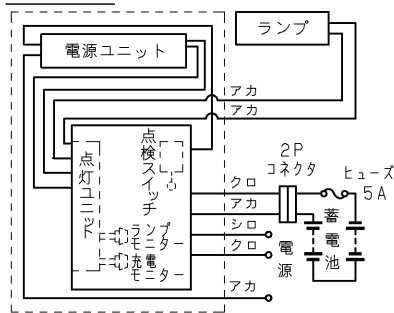 電源ユニット
ランプ
アカ
アカ
点検スイッチ
点灯ユニット
ランプ
モニター
充電
モニター
クロ
アカ
シロ
クロ
アカ
2P
コネクタ
ヒューズ
5A
蓄電池
電源